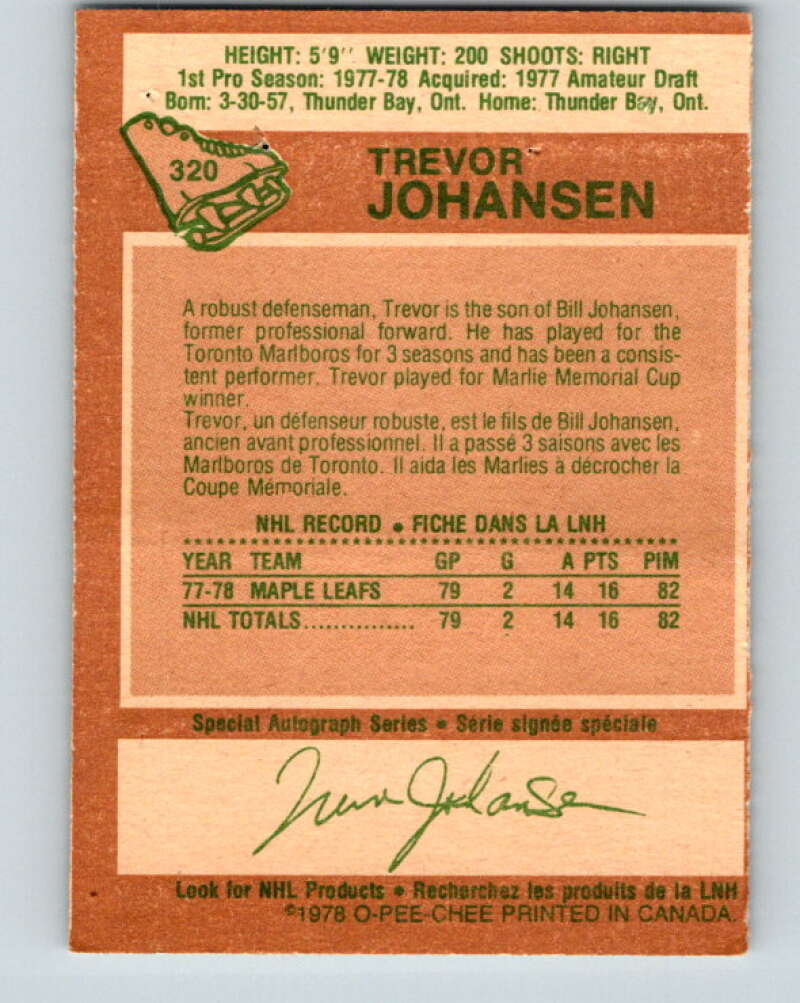 HEIGHT: 5'9'' WEIGHT: 200 SHOOTS: RIGHT
1st Pro Season: 1977-78 Acquired: 1977 Amateur Draft
Born: 3-30-57, Thunder Bay, Ont. Home: Thunder Bay, Ont.
320
TREVOR
JOHANSEN
A robust defenseman, Trevor is the son of Bill Johansen,
former professional forward. He has played for the
Toronto Marlboros for 3 seasons and has been a consis-
tent performer. Trevor played for Marlie Memorial Cup
winner.
Trevor, un défenseur robuste, est le fils de Bill Johansen,
ancien avant professionnel. Il a passé 3 saisons avec les
Marlboros de Toronto. Il aida les Marlies à décrocher la
Coupe Mémoriale.
NHL RECORD • FICHE DANS LA LNH
YEAR TEAM GP G A PTS PIM
77-78 MAPLE LEAFS 79 2 14 16 82
NHL TOTALS............... 79 2 14 16 82
Special Autograph Series • Série signée spéciale
Trevor Johansen
Look for NHL Products • Recherchez les produits de la LNH
©1978 O-PEE-CHEE PRINTED IN CANADA.